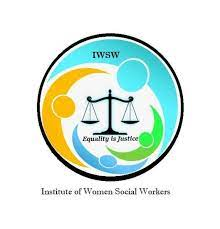 IWSW
Equality is Justice
Institute of Women Social Workers